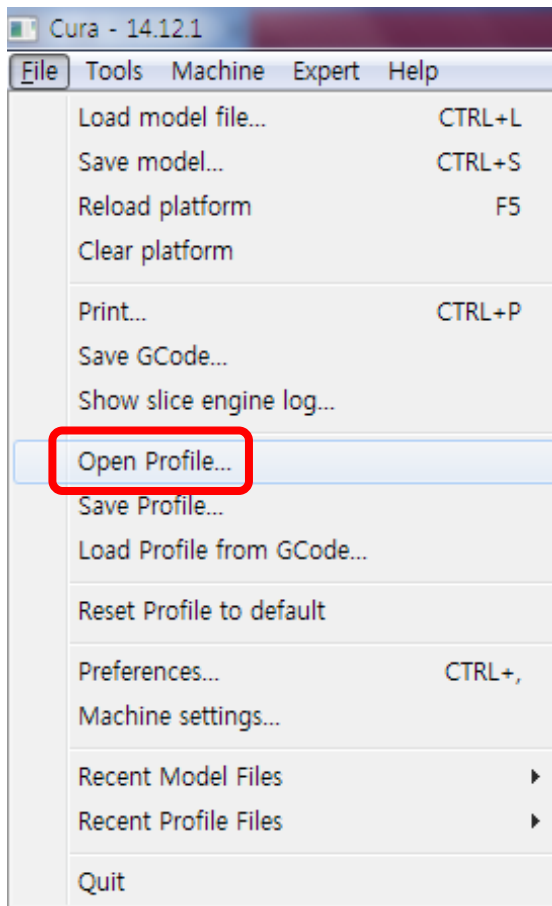 Cura - 14.12.1
File Tools Machine Expert Help
Load model file... CTRL+L
Save model... CTRL+S
Reload platform F5
Clear platform
Print... CTRL+P
Save GCode...
Show slice engine log...
Open Profile...
Save Profile...
Load Profile from GCode...
Reset Profile to default
Preferences... CTRL+,
Machine settings...
Recent Model Files
Recent Profile Files
Quit